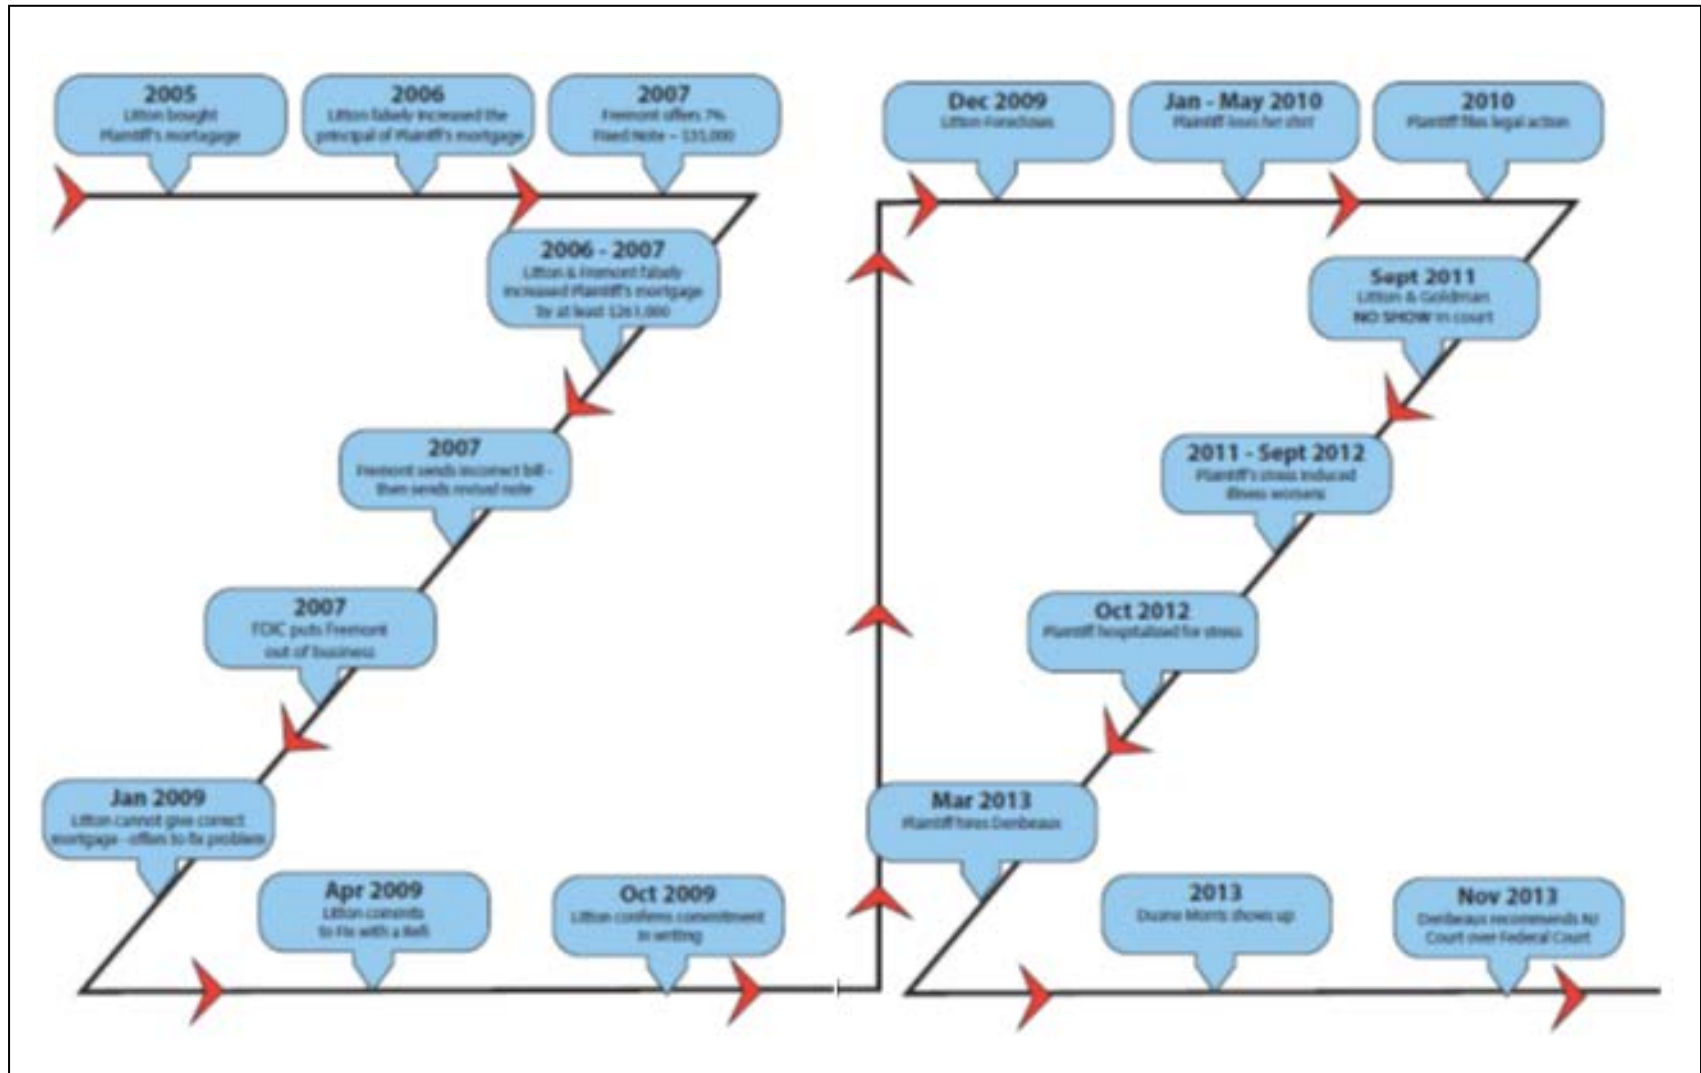 2005
Litton bought
Plaintiff's mortagage
2006
Litton falsely increased the
principal of Plaintiff's mortgage
2007
Fremont offers 7%
Fixed Note –
2006 - 2007
Litton & Fremont falsely
increased Plaintiff's mortgage
by at least
2007
Fremont sends incorrect bill -
then sends revised note
2007
FDIC puts Fremont
out of business
Jan 2009
Litton cannot give correct
mortgage - offers to fix problem
Apr 2009
Litton commits
to Fix with a Refi
Oct 2009
Litton confirms commitment
in writing
Dec 2009
Litton Forecloses
Jan - May 2010
Plaintiff loses her shirt
2010
Plaintiff files legal action
Sept 2011
Litton & Goldman
NO SHOW in court
2011 - Sept 2012
Plaintiff's stress induced
illness worsens
Oct 2012
Plaintiff hospitalized for stress
Mar 2013
Plaintiff hires Denbeaux
2013
Duane Morris shows up
Nov 2013
Denbeaux recommends NJ
Court over Federal Court